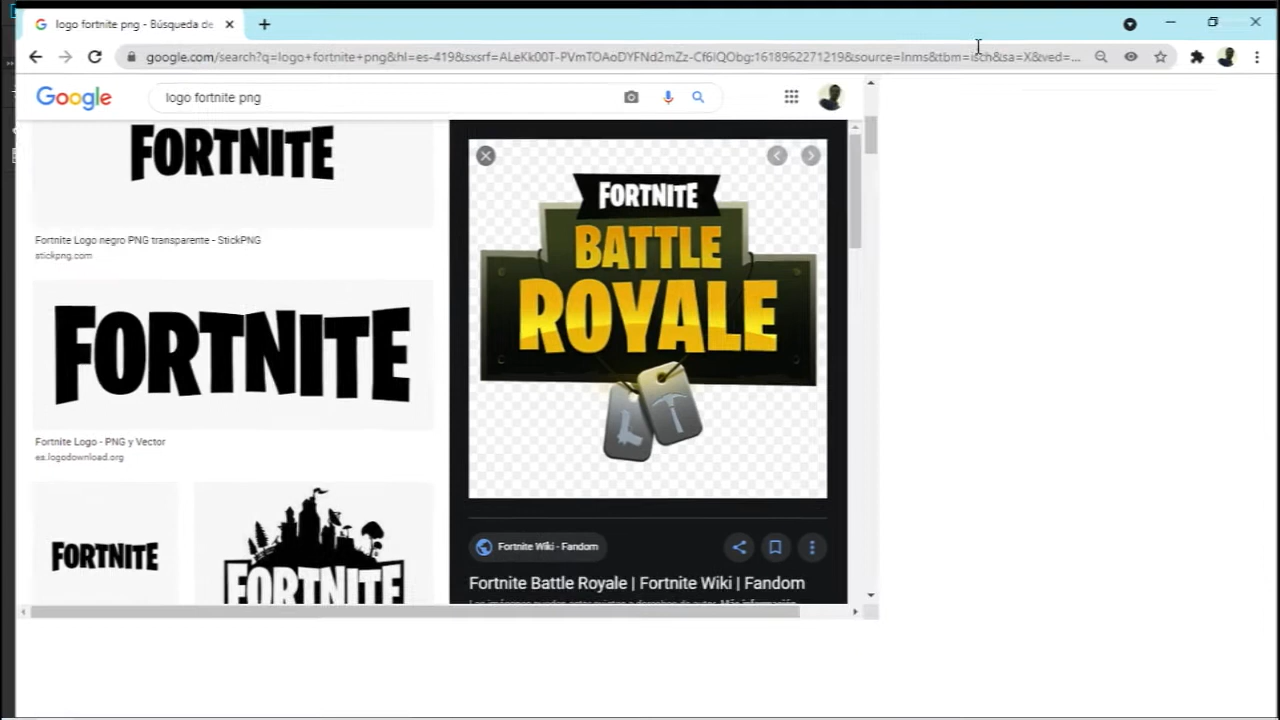 logo fortnite png - Búsqueda de
google.com/search?q=logo+fortnite+png&hl=es-419&sxsrf=ALeKk00T-PVmTOAoDYFNd2mZz-Cf6lQObg:1618962271219&source=lnms&tbm=isch&sa=X&ved=...
Google
logo fortnite png
FORTNITE
Fortnite Logo negro PNG transparente - StickPNG
stickpng.com
FORTNITE
Fortnite Logo - PNG y Vector
es.logodownload.org
FORTNITE
FORTNITE
FORTNITE
BATTLE
ROYALE
Fortnite Wiki - Fandom
Fortnite Battle Royale | Fortnite Wiki | Fandom